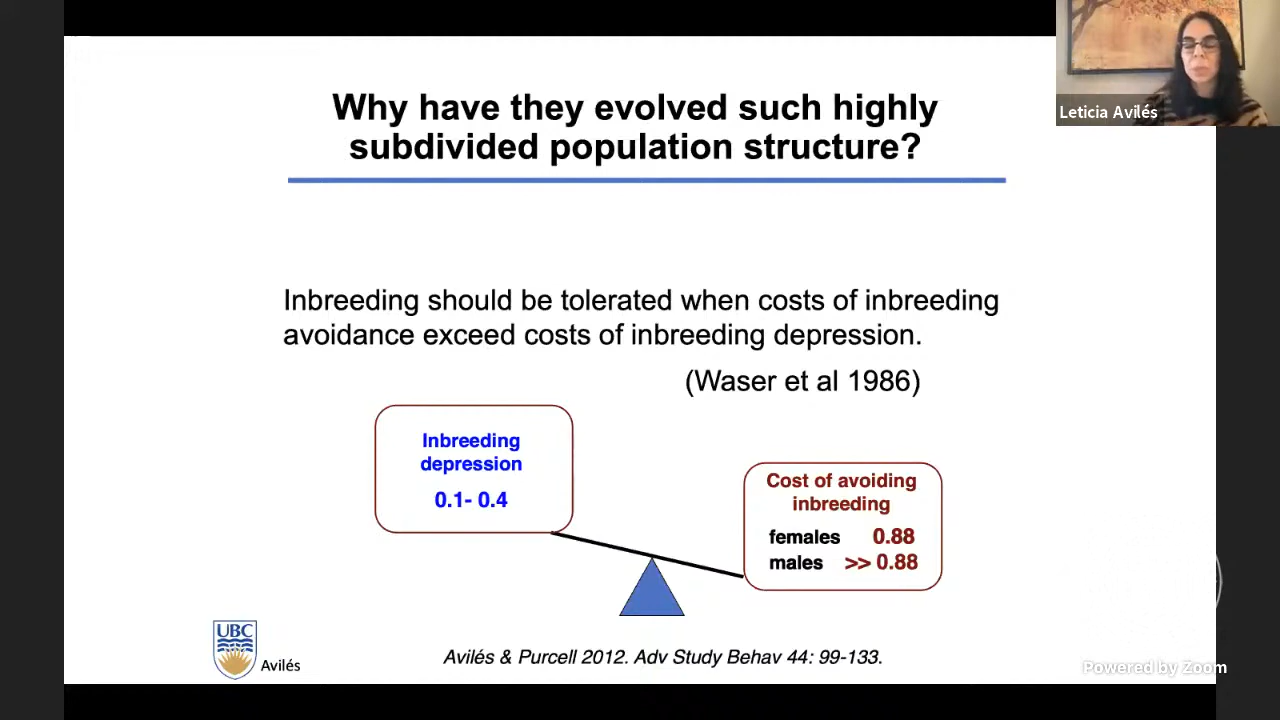 Why have they evolved such highly
subdivided population structure?
Leticia Avilés
Inbreeding should be tolerated when costs of inbreeding
avoidance exceed costs of inbreeding depression.
(Waser et al 1986)
Inbreeding
depression
0.1- 0.4
Cost of avoiding
inbreeding
females 0.88
males >> 0.88
UBC
Avilés
Avilés & Purcell 2012. Adv Study Behav 44: 99-133.
Powered by Zoom